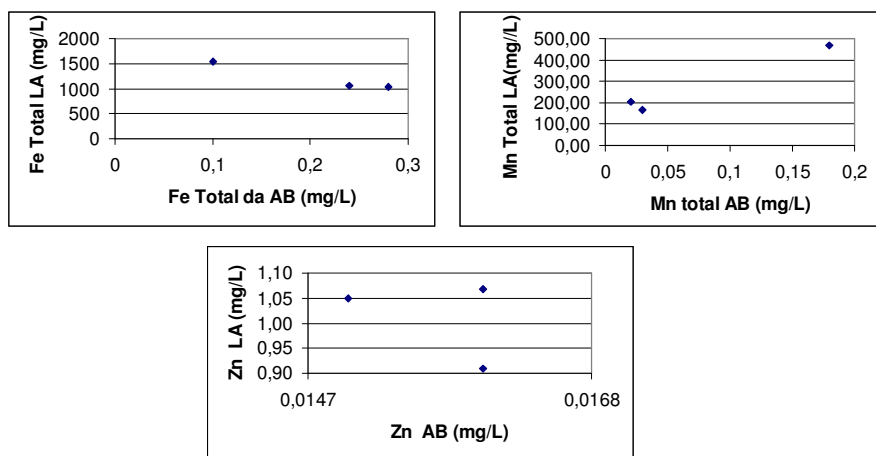 Fe Total LA (mg/L)
2000
1500
1000
500
0
0 0,1 0,2 0,3
Fe Total da AB (mg/L)
Mn Total LA(mg//L)
500,00
400,00
300,00
200,00
100,00
0,00
0 0,05 0,1 0,15 0,2
Mn total AB (mg/L)
Zn LA (mg/L)
1,10
1,05
1,00
0,95
0,90
0,0147 0,0168
Zn AB (mg/L)